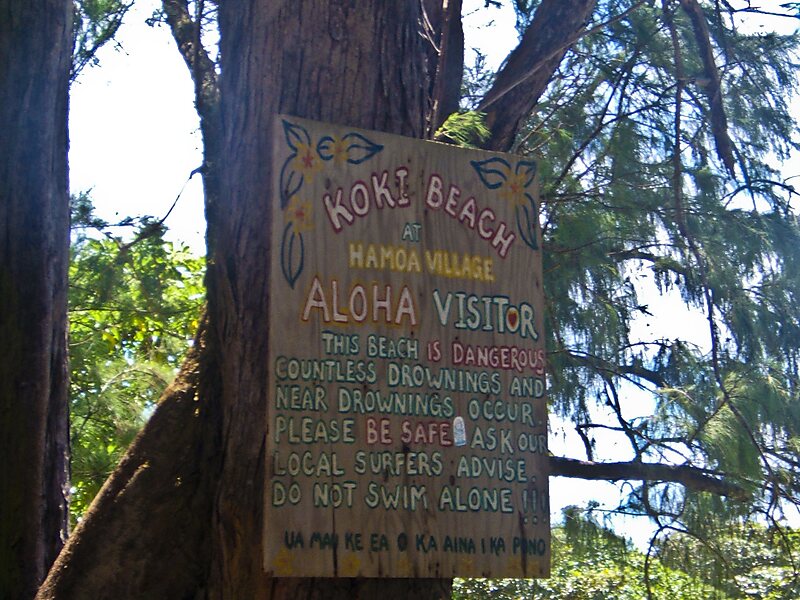 KOKI BEACH
AT
HAMOA VILLAGE
ALOHA VISITOR
THIS BEACH IS DANGEROUS
COUNTLESS DROWNINGS AND
NEAR DROWNINGS OCCUR.
PLEASE BE SAFE ASK OUR
LOCAL SURFERS ADVISE.
DO NOT SWIM ALONE!!!
UA MAU KE EA O KA AINA I KA PONO